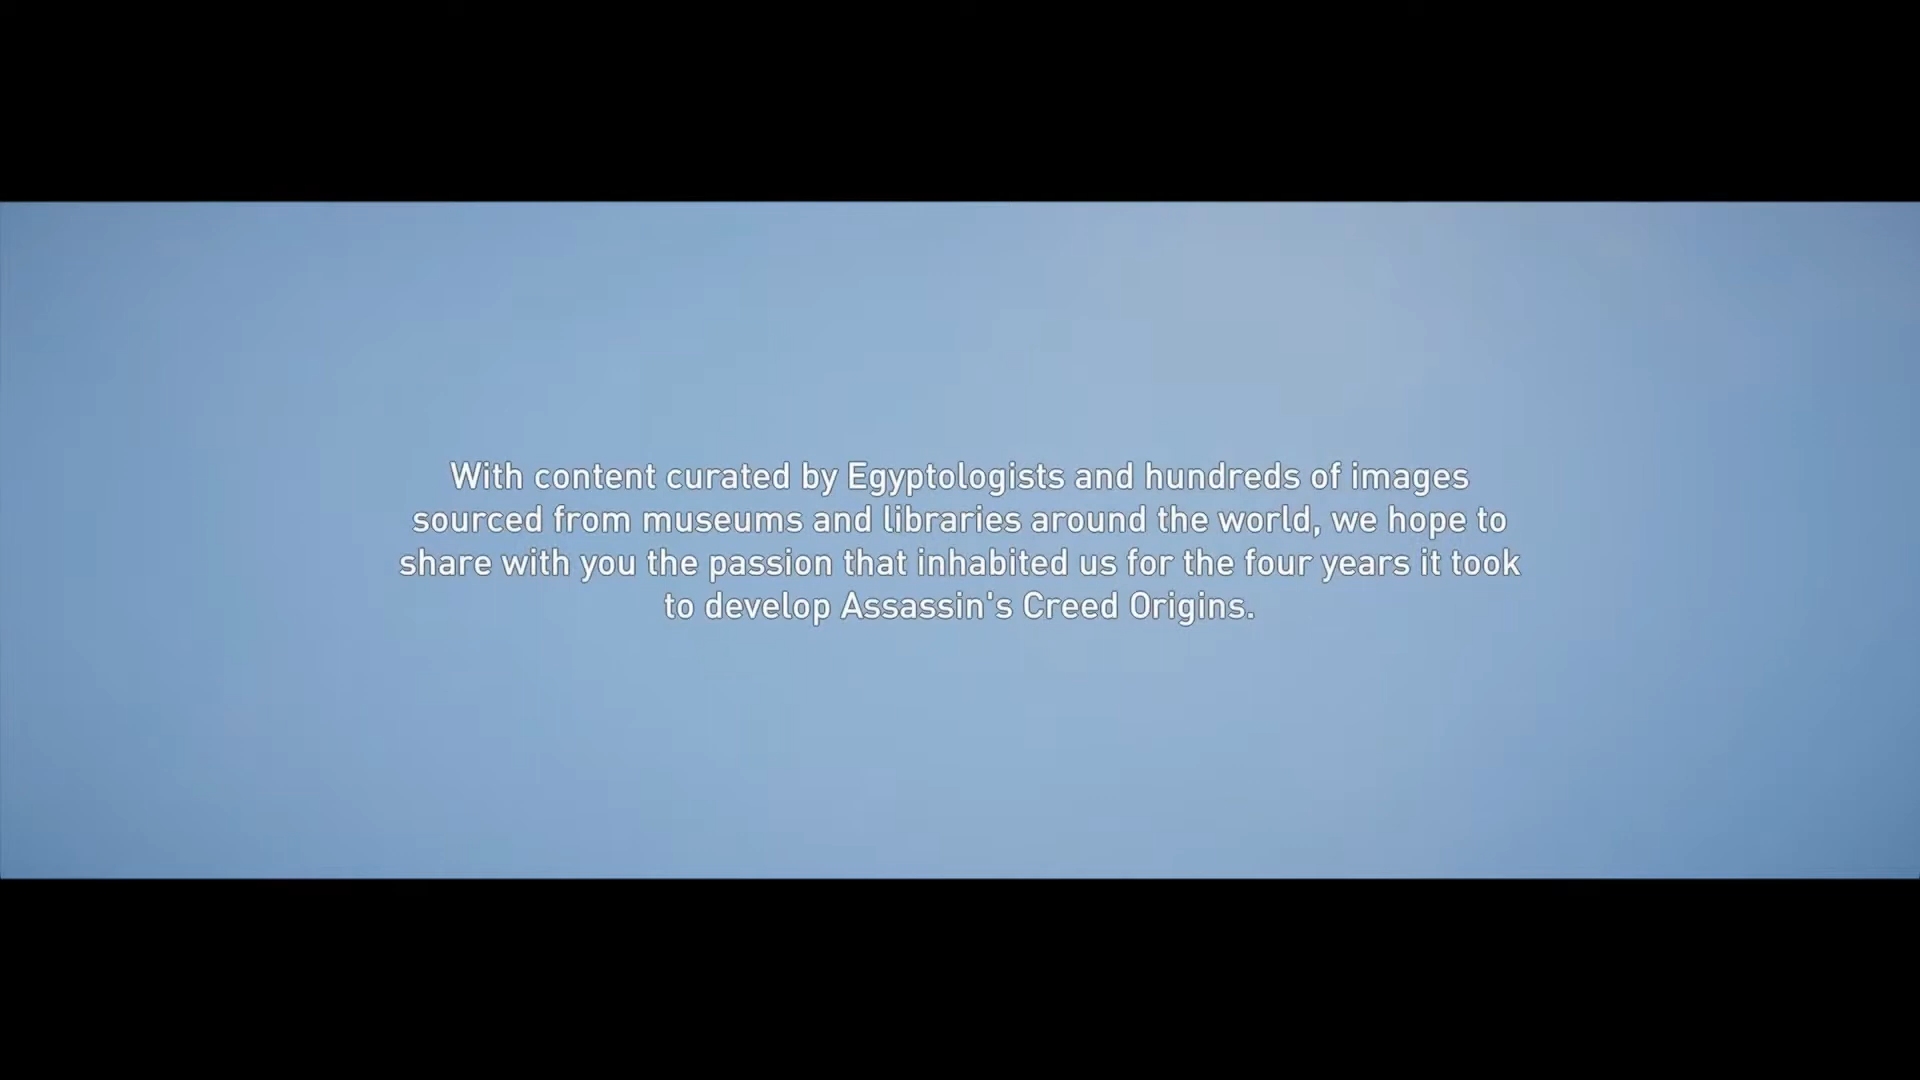 With content curated by Egyptologists and hundreds of images
sourced from museums and libraries around the world, we hope to
share with you the passion that inhabited us for the four years it took
to develop Assassin's Creed Origins.